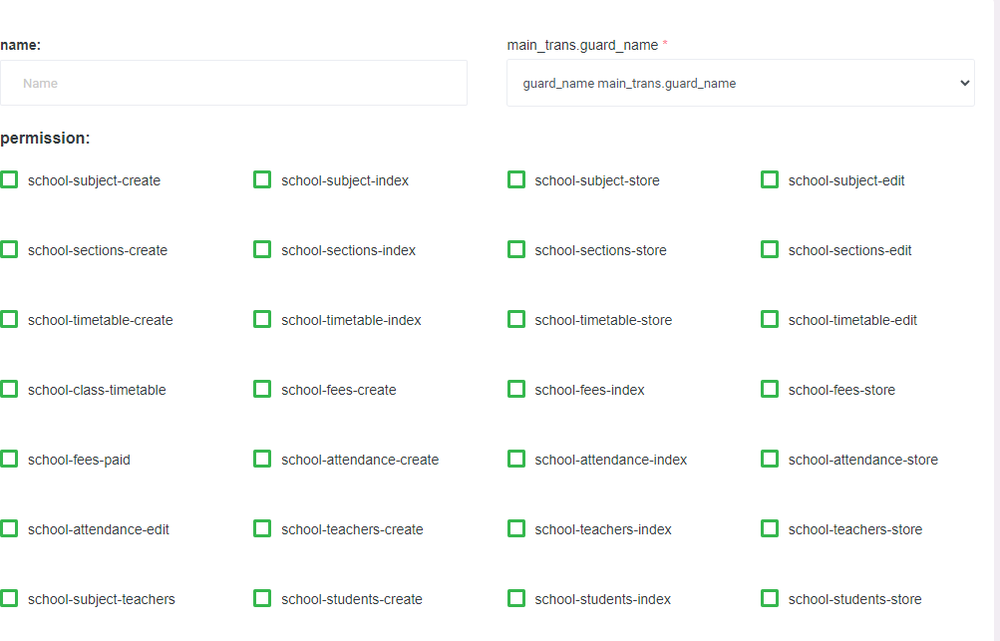 name:
main_trans.guard_name *
Name
guard_name main_trans.guard_name
permission:
school-subject-create
school-subject-index
school-subject-store
school-subject-edit
school-sections-create
school-sections-index
school-sections-store
school-sections-edit
school-timetable-create
school-timetable-index
school-timetable-store
school-timetable-edit
school-class-timetable
school-fees-create
school-fees-index
school-fees-store
school-fees-paid
school-attendance-create
school-attendance-index
school-attendance-store
school-attendance-edit
school-teachers-create
school-teachers-index
school-teachers-store
school-subject-teachers
school-students-create
school-students-index
school-students-store